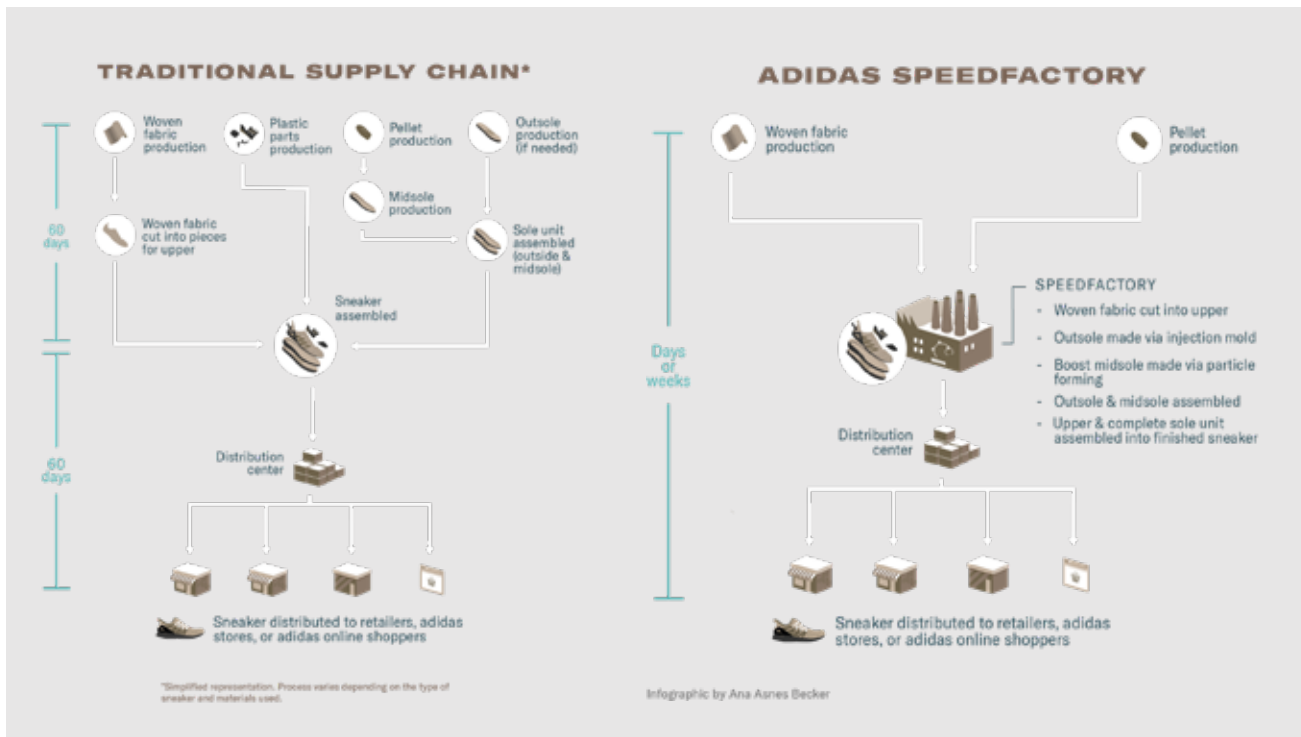 TRADITIONAL SUPPLY CHAIN*
Woven
fabric
production
Plastic
parts
production
Pellet
production
Outsole
production
(if needed)
Midsole
production
Woven fabric
cut into pieces
for upper
Sole unit
assembled
(outside &
midsole)
60
days
Sneaker
assembled
60
days
Distribution
center
Sneaker distributed to retailers, adidas
stores, or adidas online shoppers
*Simplified representation. Process varies depending on the type of
sneaker and materials used.
ADIDAS SPEEDFACTORY
Woven fabric
production
Pellet
production
Days
or
weeks
SPEEDFACTORY
- Woven fabric cut into upper
- Outsole made via injection mold
- Boost midsole made via particle
forming
- Outsole & midsole assembled
- Upper & complete sole unit
assembled into finished sneaker
Distribution
center
Sneaker distributed to retailers, adidas
stores, or adidas online shoppers
Infographic by Ana Asnes Becker